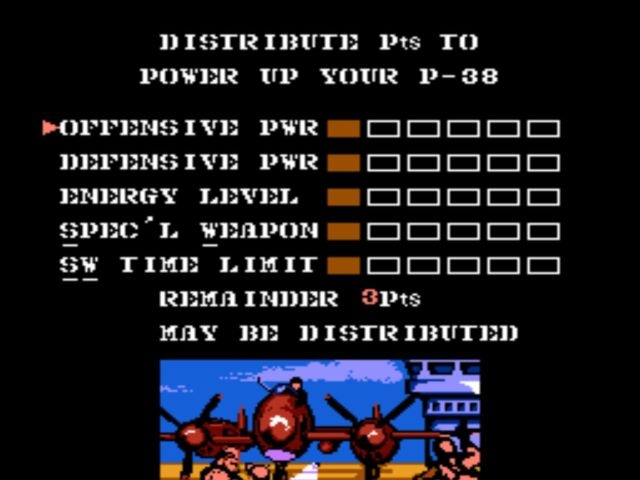 DISTRIBUTE Pts TO
POWER UP YOUR P-38
OFFENSIVE PWR
DEFENSIVE PWR
ENERGY LEVEL
SPEC'L WEAPON
SW TIME LIMIT
REMAINDER 3Pts
MAY BE DISTRIBUTED